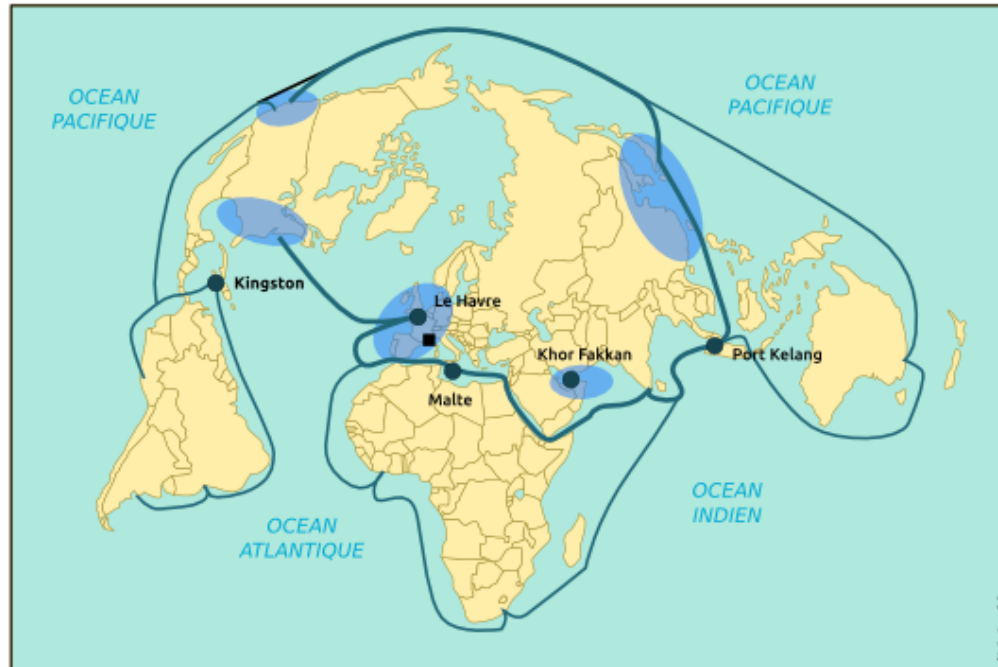 OCEAN
PACIFIQUE
OCEAN
PACIFIQUE
Kingston
Le Havre
Khor Fakkan
Port Kelang
Malte
OCEAN
INDIEN
OCEAN
ATLANTIQUE